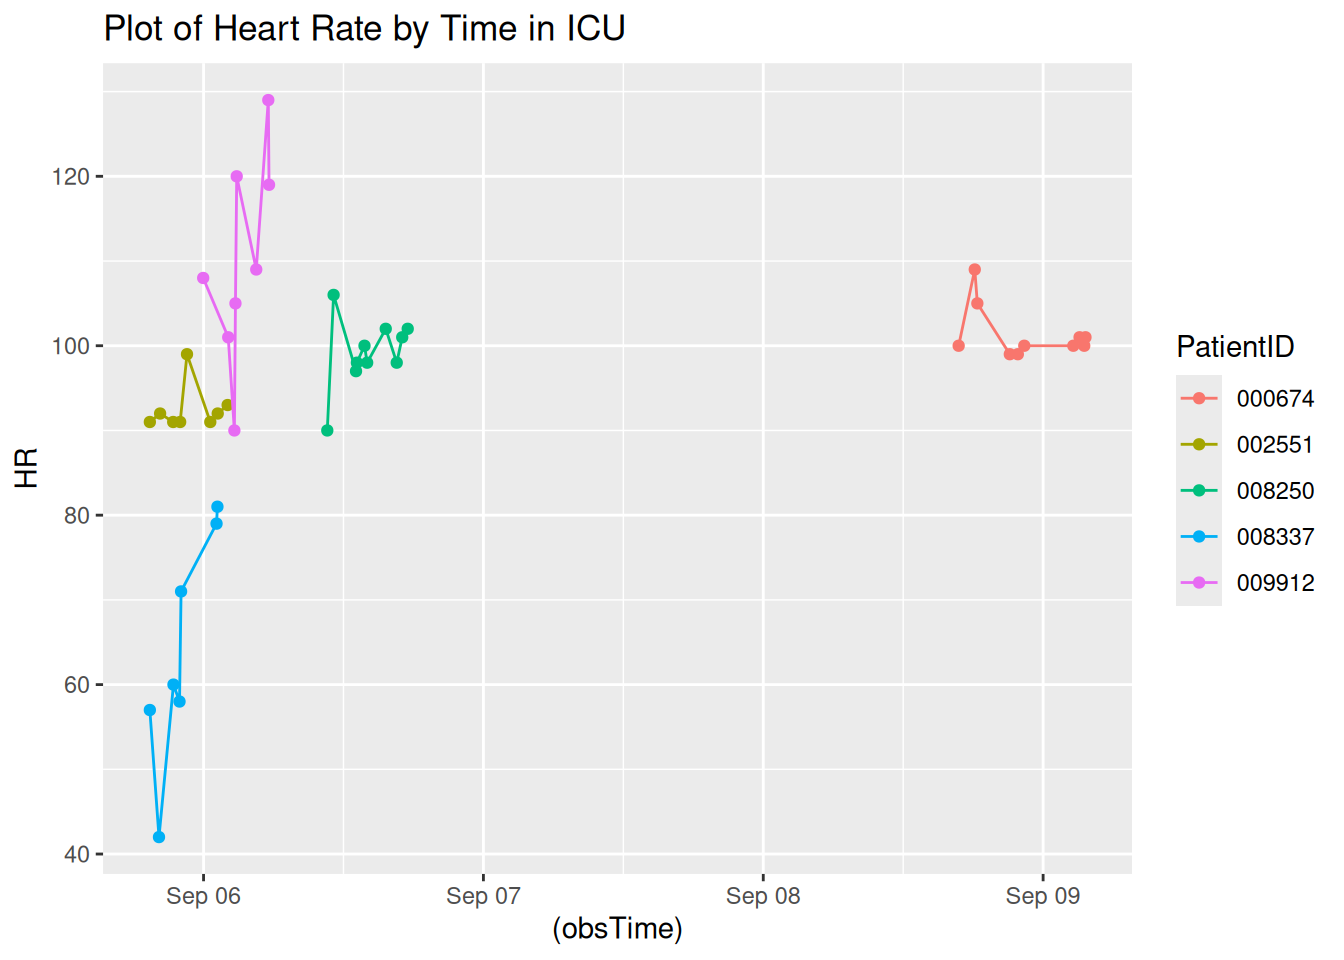 Plot of Heart Rate by Time in ICU
120
100
80
60
40
HR
Sep 06 Sep 07 Sep 08 Sep 09
(obsTime)
PatientID
000674
002551
008250
008337
009912